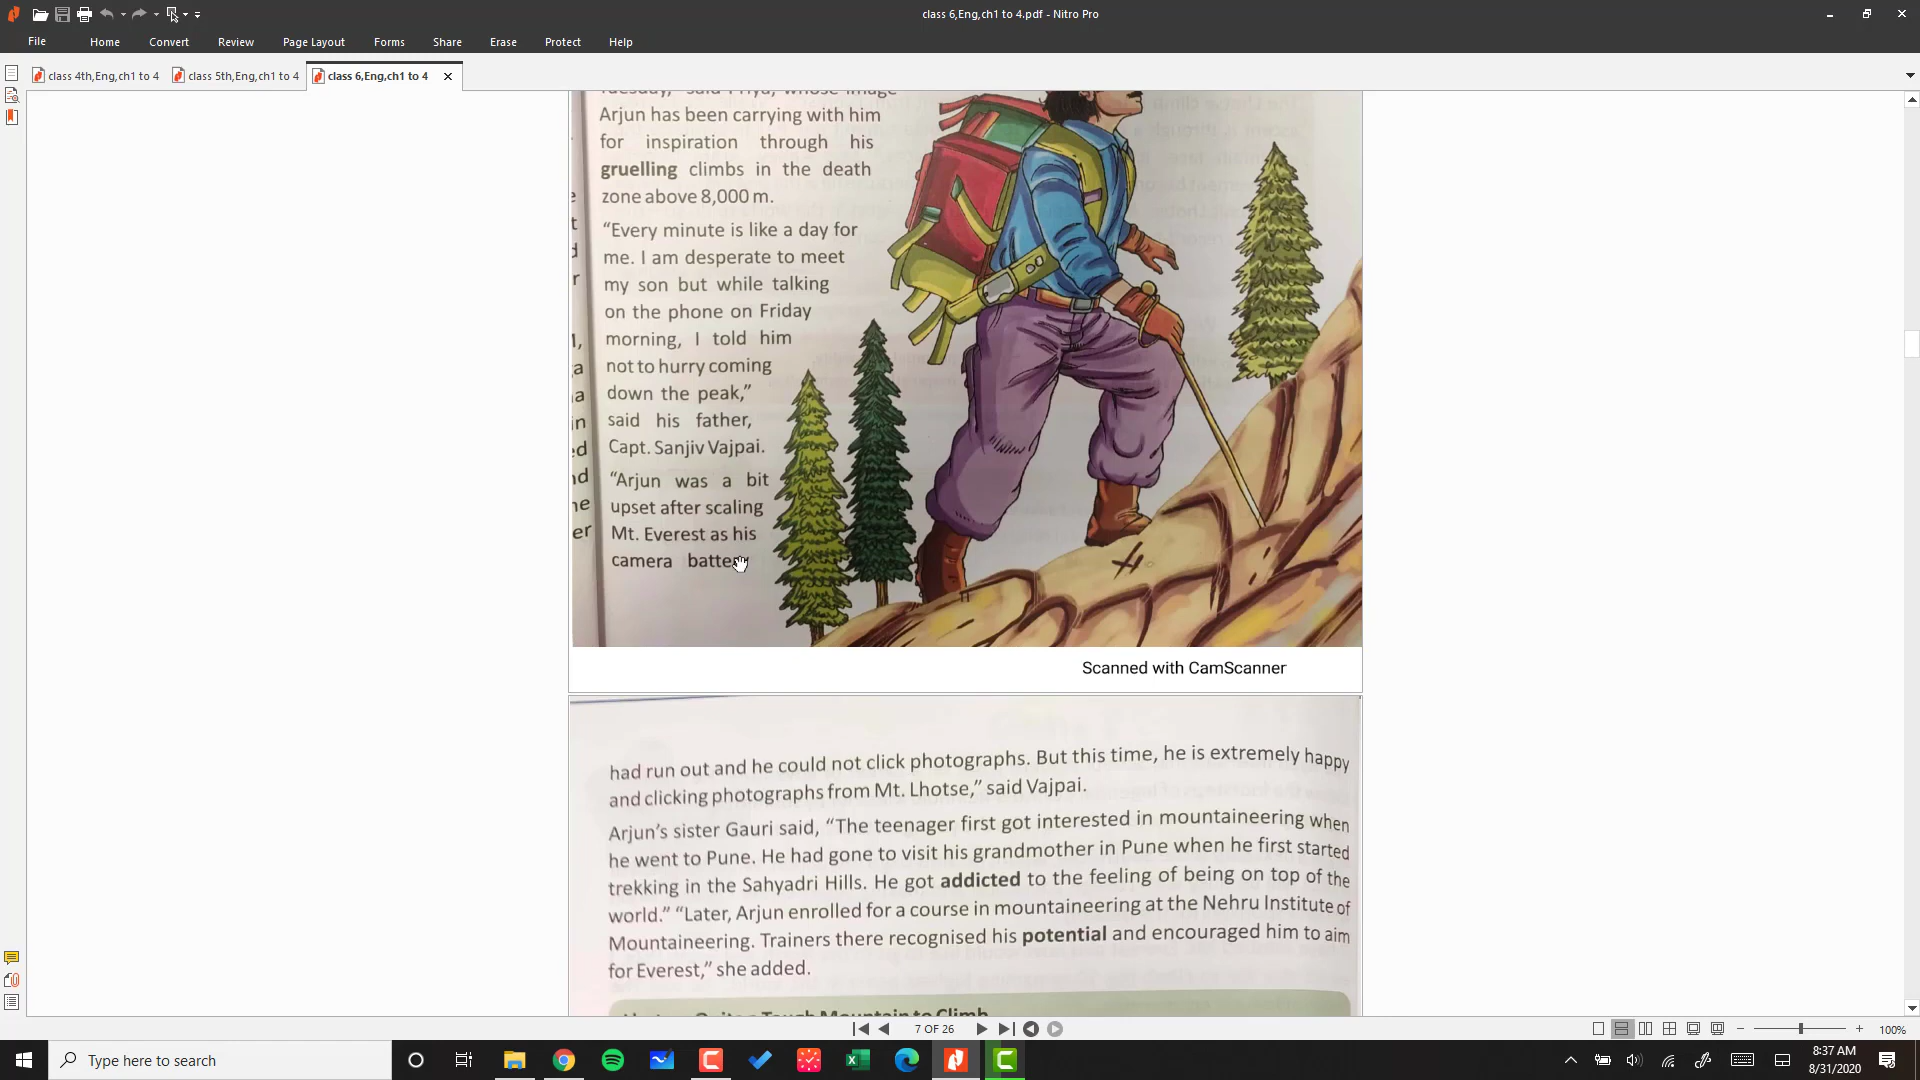 class 6,Eng,ch1 to 4.pdf - Nitro Pro
File Home Convert Review Page Layout Forms Share Erase Protect Help
class 4th,Eng,ch1 to 4 class 5th,Eng,ch1 to 4 class 6,Eng,ch1 to 4
Tuesday," said Priya, whose image
Arjun has been carrying with him
for inspiration through his
gruelling climbs in the death
zone above 8,000 m.
“Every minute is like a day for
me. I am desperate to meet
my son but while talking
on the phone on Friday
morning, I told him
not to hurry coming
down the peak,”
said his father,
Capt. Sanjiv Vajpai.
“Arjun was a bit
upset after scaling
Mt. Everest as his
camera battery
Scanned with CamScanner
had run out and he could not click photographs. But this time, he is extremely happy
and clicking photographs from Mt. Lhotse,” said Vajpai.
Arjun’s sister Gauri said, “The teenager first got interested in mountaineering when
he went to Pune. He had gone to visit his grandmother in Pune when he first started
trekking in the Sahyadri Hills. He got addicted to the feeling of being on top of the
world.” “Later, Arjun enrolled for a course in mountaineering at the Nehru Institute of
Mountaineering. Trainers there recognised his potential and encouraged him to aim
for Everest,” she added.
Quite a Tough Mountain to Climb
7 OF 26
100%
Type here to search
8:37 AM
8/31/2020